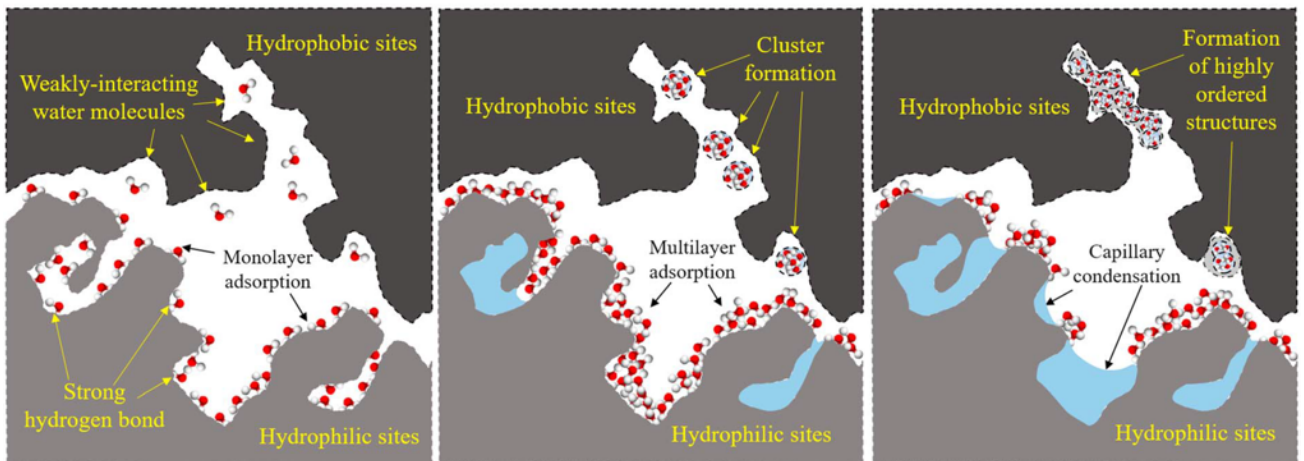 Hydrophobic sites
Weakly-interacting
water molecules
Monolayer
adsorption
Strong
hydrogen bond
Hydrophilic sites
Cluster
formation
Hydrophobic sites
Multilayer
adsorption
Hydrophilic sites
Formation
of highly
ordered
structures
Hydrophobic sites
Capillary
condensation
Hydrophilic sites